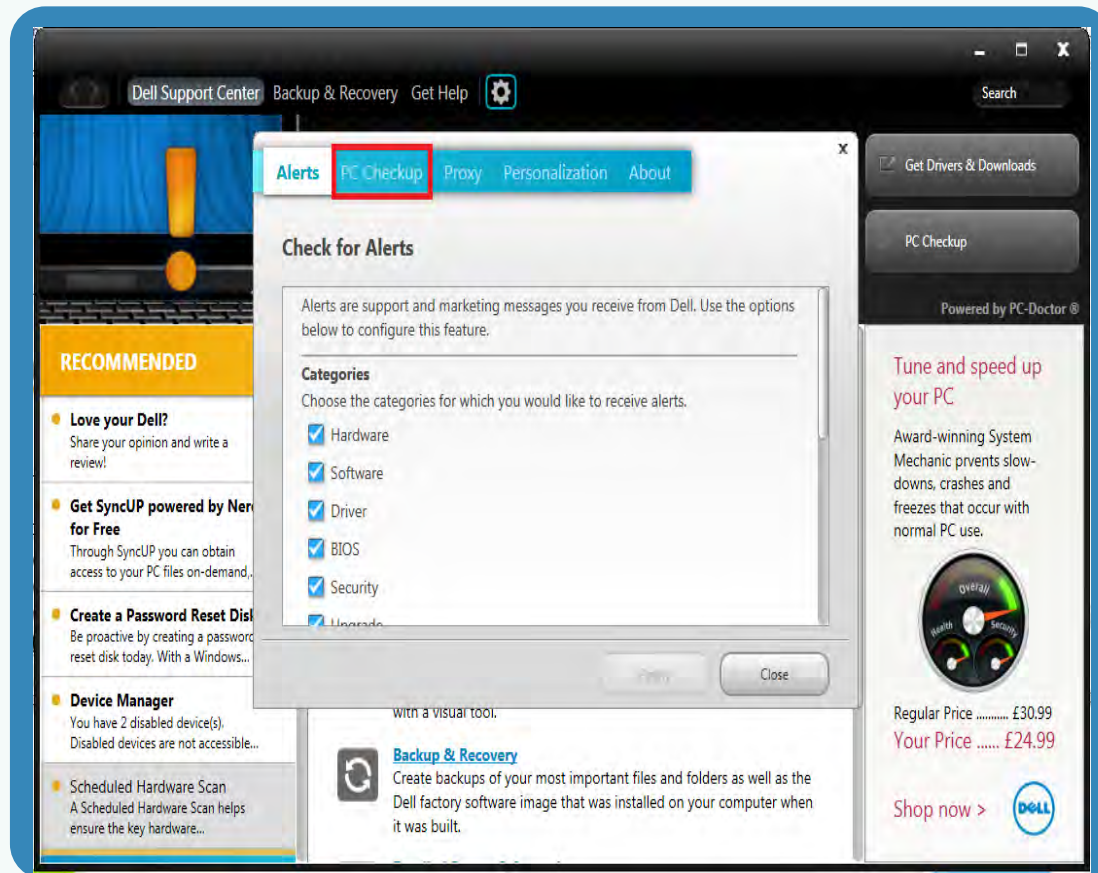 Dell Support Center Backup & Recovery Get Help
Search
Alerts PC Checkup Proxy Personalization About
x
Check for Alerts
Alerts are support and marketing messages you receive from Dell. Use the options
below to configure this feature.
Categories
Choose the categories for which you would like to receive alerts.
Hardware
Software
Driver
BIOS
Security
Upgrade
Close
Get Drivers & Downloads
PC Checkup
Powered by PC-Doctor ®
RECOMMENDED
Love your Dell?
Share your opinion and write a
review!
Get SyncUP powered by
for Free
Through SyncUP you can obtain
access to your PC files on-demand,.
Create a Password Reset Disk
Be proactive by creating a password
reset disk today. With a Windows...
Device Manager
You have 2 disabled device(s).
Disabled devices are not accessible...
Scheduled Hardware Scan
A Scheduled Hardware Scan helps
ensure the key hardware...
with a visual tool.
Backup & Recovery
Create backups of your most important files and folders as well as the
Dell factory software image that was installed on your computer when
it was built.
Tune and speed up
your PC
Award-winning System
Mechanic prvents slow-
downs, crashes and
freezes that occur with
normal PC use.
Overall
Health
Security
Regular Price ........... £30.99
Your Price ...... £24.99
Shop now >
DELL